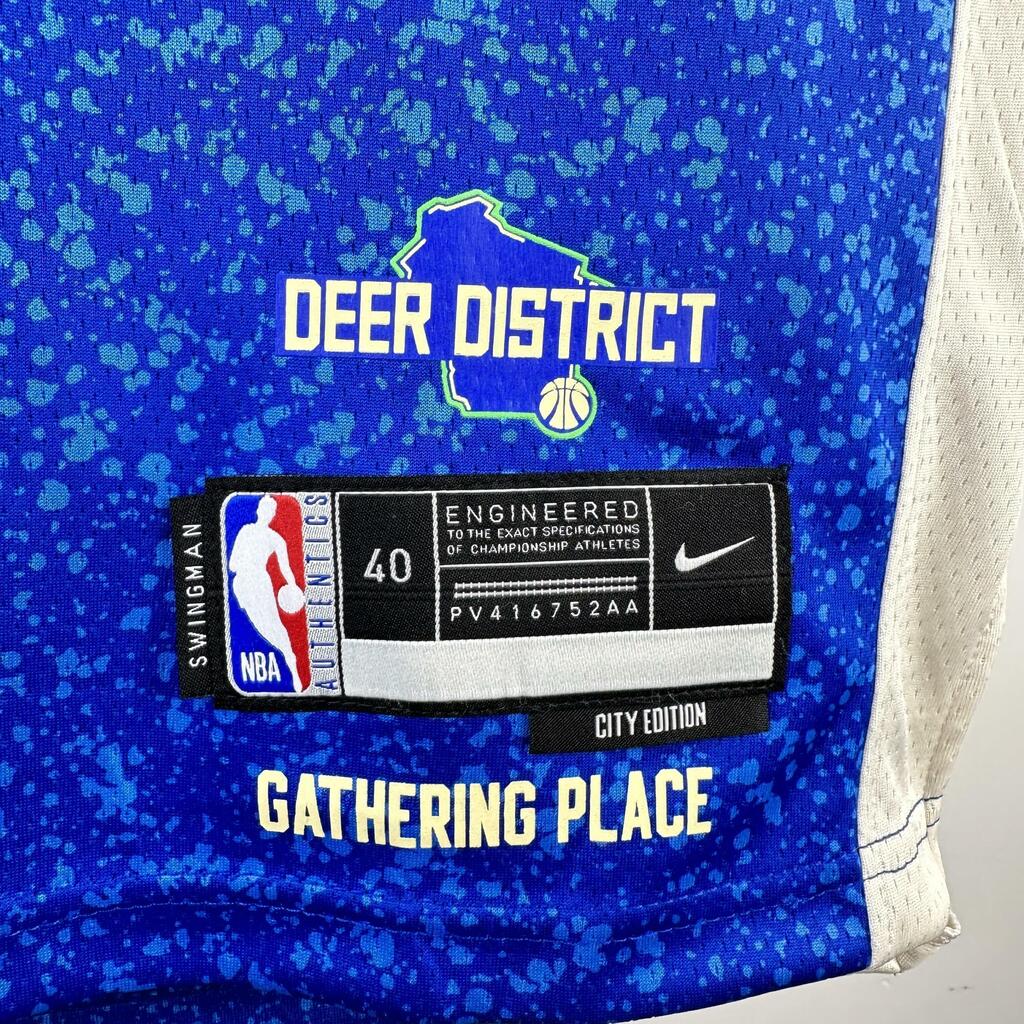 DEER DISTRICT
SWINGMAN
NBA
AUTHENTICS
40
ENGINEERED
TO THE EXACT SPECIFICATIONS
OF CHAMPIONSHIP ATHLETES
PV416752AA
CITY EDITION
GATHERING PLACE